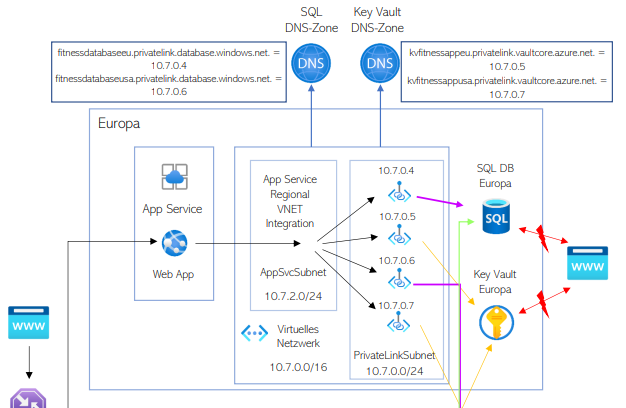 SQL
DNS-Zone
Key Vault
DNS-Zone
fitnessdatabaseeu.privatelink.database.windows.net. =
10.7.0.4
fitnessdatabaseusa.privatelink.database.windows.net. =
10.7.0.6
DNS
DNS
kvfitnessappeu.privatelink.vaultcore.azure.net. =
10.7.0.5
kvfitnessappusa.privatelink.vaultcore.azure.net. =
10.7.0.7
Europa
App Service
Web App
App Service
Regional
VNET
Integration
AppSvcSubnet
10.7.2.0/24
Virtuelles
Netzwerk
10.7.0.0/16
10.7.0.4
10.7.0.5
10.7.0.6
10.7.0.7
PrivateLinkSubnet
10.7.0.0/24
SQL DB
Europa
SQL
Key Vault
Europa
www
www